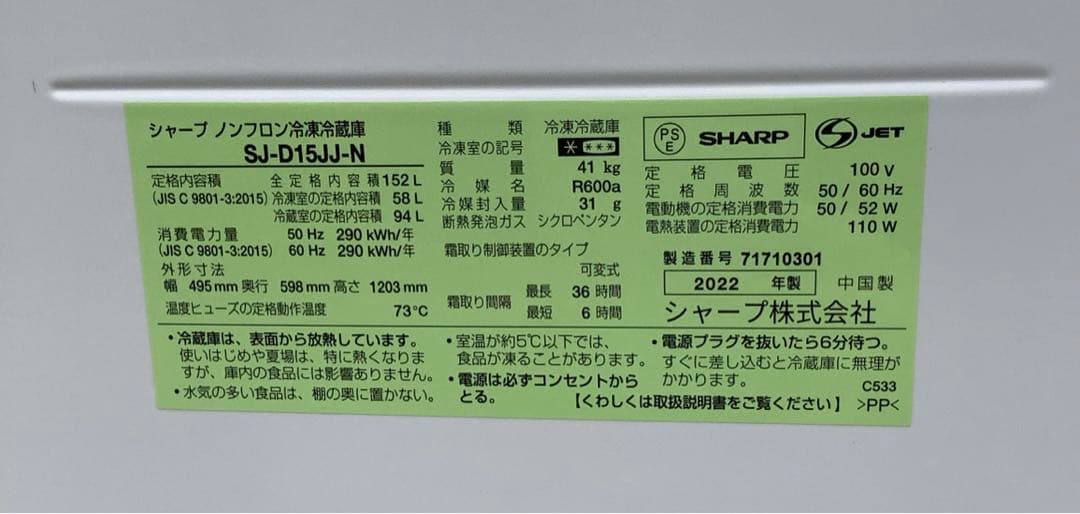 シャープ ノンフロン冷凍冷蔵庫
SJ-D15JJ-N
定格内容積 全定格内容積 152 L
(JIS C 9801-3:2015) 冷凍室の定格内容積 58 L
冷蔵室の定格内容積 94 L
消費電力量 50 Hz 290 kWh/年
(JIS C 9801-3:2015) 60 Hz 290 kWh/年
外形寸法
幅 495 mm 奥行 598 mm 高さ 1203 mm
温度ヒューズの定格動作温度 73℃
種類 冷凍冷蔵庫
冷凍室の記号 * ***
質量 41 kg
冷媒名 R600a
冷媒封入量 31 g
断熱発泡ガス シクロペンタン
霜取り制御装置のタイプ
可変式
霜取り間隔 最長 36 時間
最短 6 時間
PS
E
SHARP
JET
定格電圧 100 V
定格周波数 50 / 60 Hz
電動機の定格消費電力 50 / 52 W
電熱装置の定格消費電力 110 W
製造番号 71710301
2022 年製 中国製
シャープ株式会社
・冷蔵庫は、表面から放熱しています。
使いはじめや夏場は、特に熱くなりま
すが、庫内の食品には影響ありません。
・水気の多い食品は、棚の奥に置かない。
・室温が約5℃以下では、
食品が凍ることがあります。
・電源は必ずコンセントから
とる。
・電源プラグを抜いたら6分待つ。
すぐに差し込むと冷蔵庫に無理が
かかります。
C533
【くわしくは取扱説明書をご覧ください】 >PP<